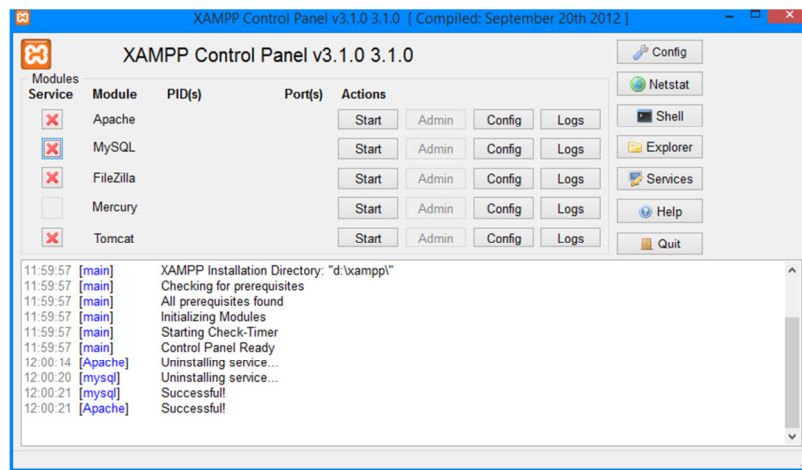 XAMPP Control Panel v3.1.0 3.1.0 [ Compiled: September 20th 2012 ]
XAMPP Control Panel v3.1.0 3.1.0
Config
Modules
Netstat
Service Module PID(s) Port(s) Actions
Apache Start Admin Config Logs
Shell
MySQL Start Admin Config Logs
Explorer
FileZilla Start Admin Config Logs
Services
Mercury Start Admin Config Logs
Help
Tomcat Start Admin Config Logs
Quit
11:59:57 [main] XAMPP Installation Directory: "d:\xampp\"
11:59:57 [main] Checking for prerequisites
11:59:57 [main] All prerequisites found
11:59:57 [main] Initializing Modules
11:59:57 [main] Starting Check-Timer
11:59:57 [main] Control Panel Ready
12:00:14 [Apache] Uninstalling service...
12:00:20 [mysql] Uninstalling service...
12:00:21 [mysql] Successful!
12:00:21 [Apache] Successful!